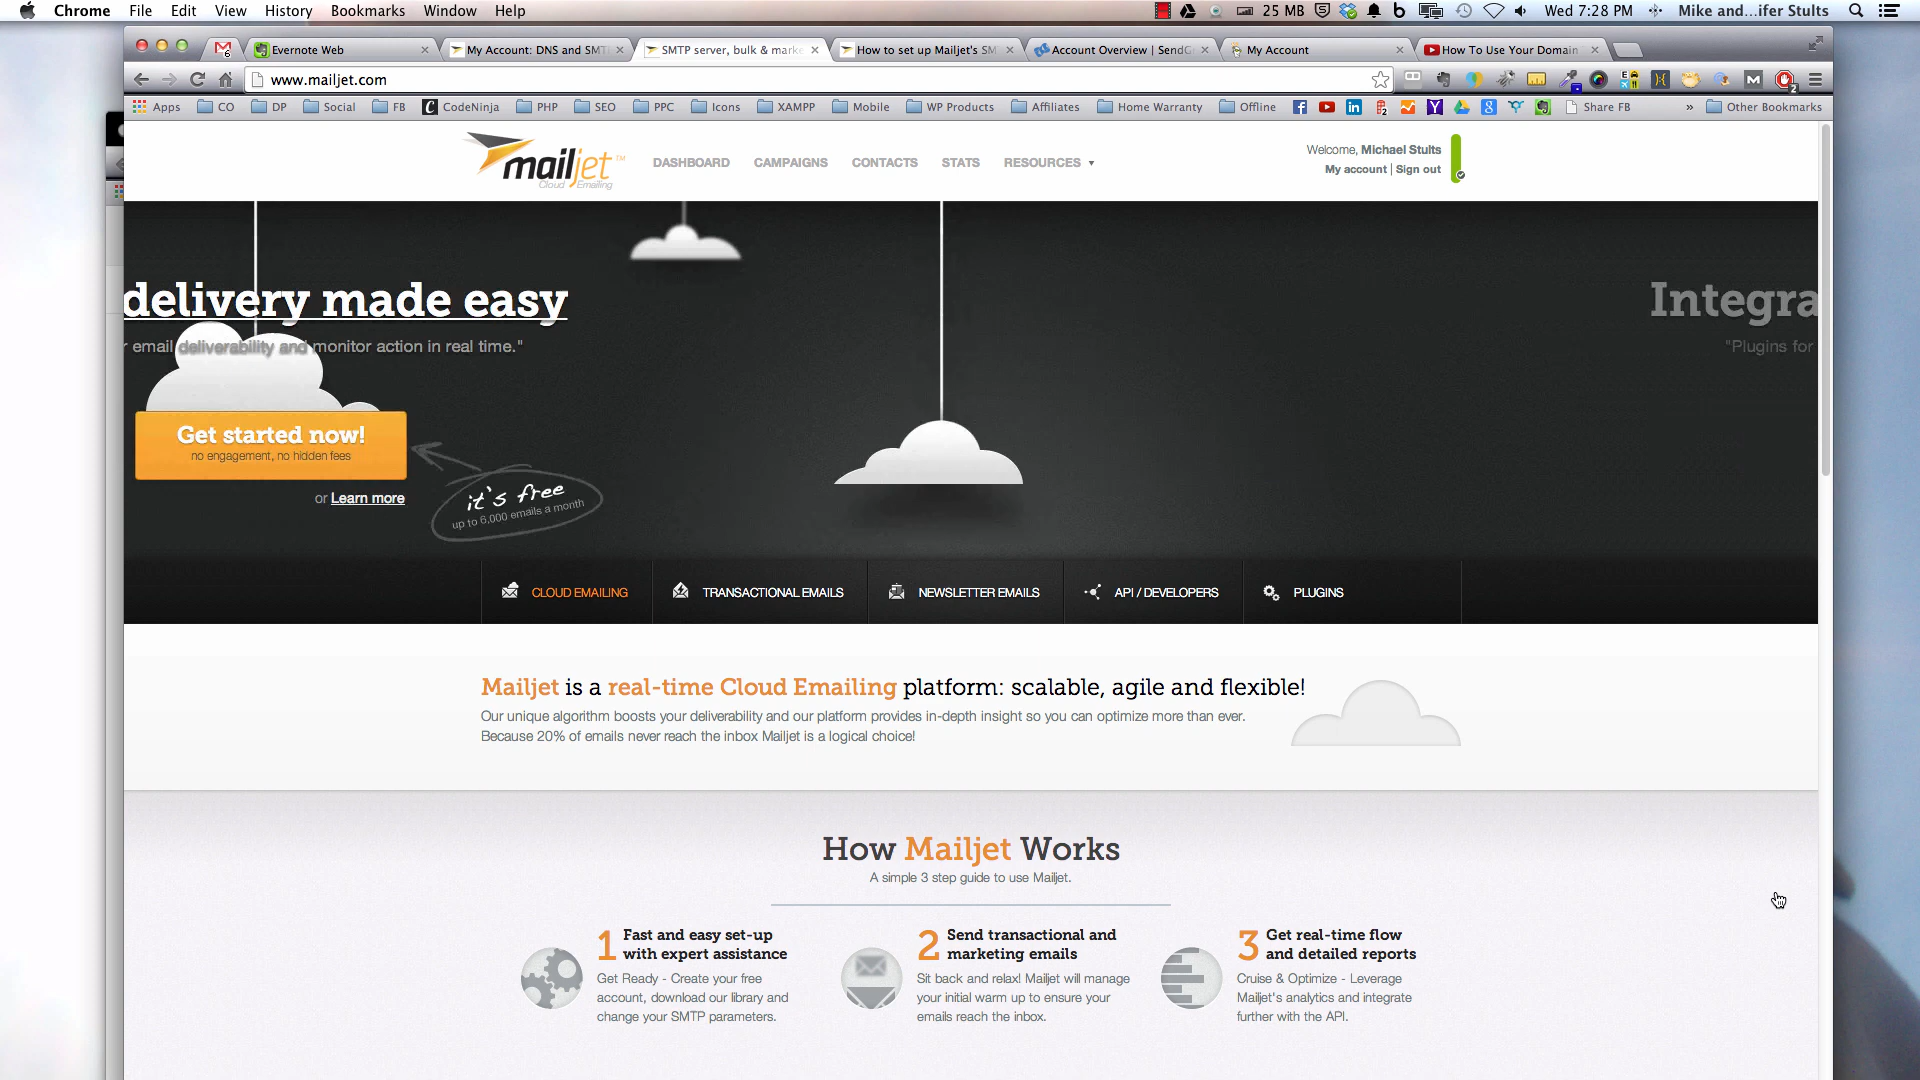 Chrome File Edit View History Bookmarks Window Help 25 MB Wed 7:28 PM Mike and...ifer Stults
6 Evernote Web My Account: DNS and SMT SMTP server, bulk & marke How to set up Mailjet's SM Account Overview | SendG My Account How To Use Your Domain
www.mailjet.com
Apps CO DP Social FB CodeNinja PHP SEO PPC Icons XAMPP Mobile WP Products Affiliates Home Warranty Offline Share FB » Other Bookmarks
mailjet™
Cloud Emailing
DASHBOARD CAMPAIGNS CONTACTS STATS RESOURCES
Welcome, Michael Stults
My account | Sign out
delivery made easy
r email deliverability and monitor action in real time."
Integra
"Plugins for
Get started now!
no engagement, no hidden fees
or Learn more
it's free
up to 6,000 emails a month
CLOUD EMAILING TRANSACTIONAL EMAILS NEWSLETTER EMAILS API / DEVELOPERS PLUGINS
Mailjet is a real-time Cloud Emailing platform: scalable, agile and flexible!
Our unique algorithm boosts your deliverability and our platform provides in-depth insight so you can optimize more than ever.
Because 20% of emails never reach the inbox Mailjet is a logical choice!
How Mailjet Works
A simple 3 step guide to use Mailjet.
1 Fast and easy set-up
with expert assistance
Get Ready - Create your free
account, download our library and
change your SMTP parameters.
2 Send transactional and
marketing emails
Sit back and relax! Mailjet will manage
your initial warm up to ensure your
emails reach the inbox.
3 Get real-time flow
and detailed reports
Cruise & Optimize - Leverage
Mailjet's analytics and integrate
further with the API.